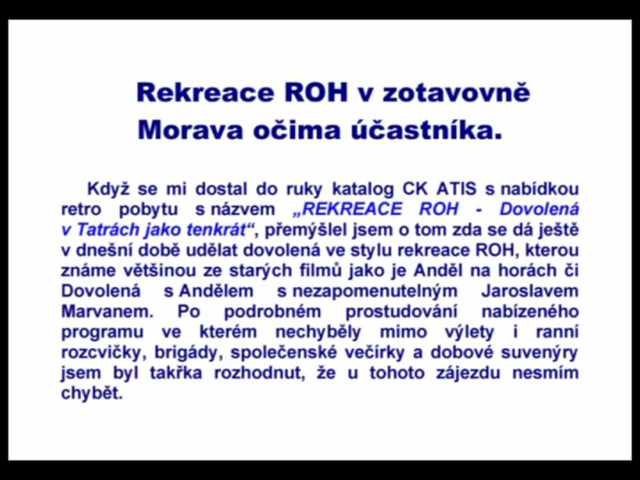 Rekreace ROH v zotavovně
Morava očima účastníka.
Když se mi dostal do ruky katalog CK ATIS s nabídkou
retro pobytu s názvem „REKREACE ROH - Dovolená
v Tatrách jako tenkrát“, přemýšlel jsem o tom zda se dá ještě
v dnešní době udělat dovolená ve stylu rekreace ROH, kterou
známe většinou ze starých filmů jako je Anděl na horách či
Dovolená s Andělem s nezapomenutelným Jaroslavem
Marvanem. Po podrobném prostudování nabízeného
programu ve kterém nechyběly mimo výlety i ranní
rozcvičky, brigády, společenské večírky a dobové suvenýry
jsem byl takřka rozhodnut, že u tohoto zájezdu nesmím
chybět.